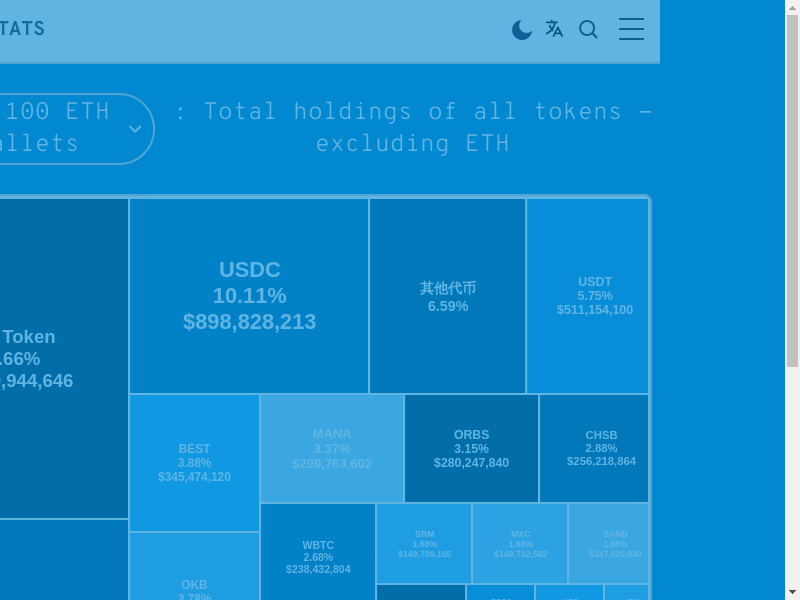 TATS
100 ETH
allets
: Total holdings of all tokens –
excluding ETH
Token
.66%
,944,646
USDC
10.11%
$898,828,213
其他代币
6.59%
USDT
5.75%
$511,154,100
BEST
3.88%
$345,474,120
MANA
3.37%
$299,763,602
ORBS
3.15%
$280,247,840
CHSB
2.88%
$256,218,864
WBTC
2.68%
$238,432,804
SRM
1.68%
$149,739,165
MXC
1.68%
$149,732,592
SAND
1.65%
$147,428,940
OKB
3.78%